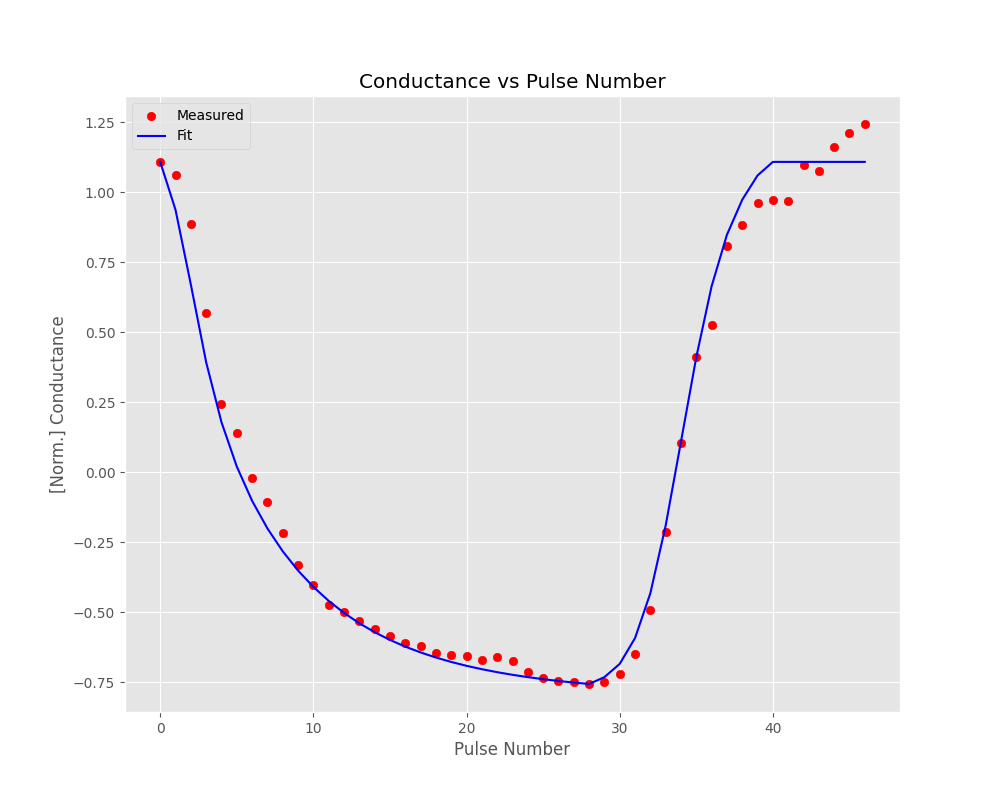 Conductance vs Pulse Number
Measured
Fit
1.25
1.00
0.75
0.50
0.25
0.00
−0.25
−0.50
−0.75
[Norm.] Conductance
0 10 20 30 40
Pulse Number